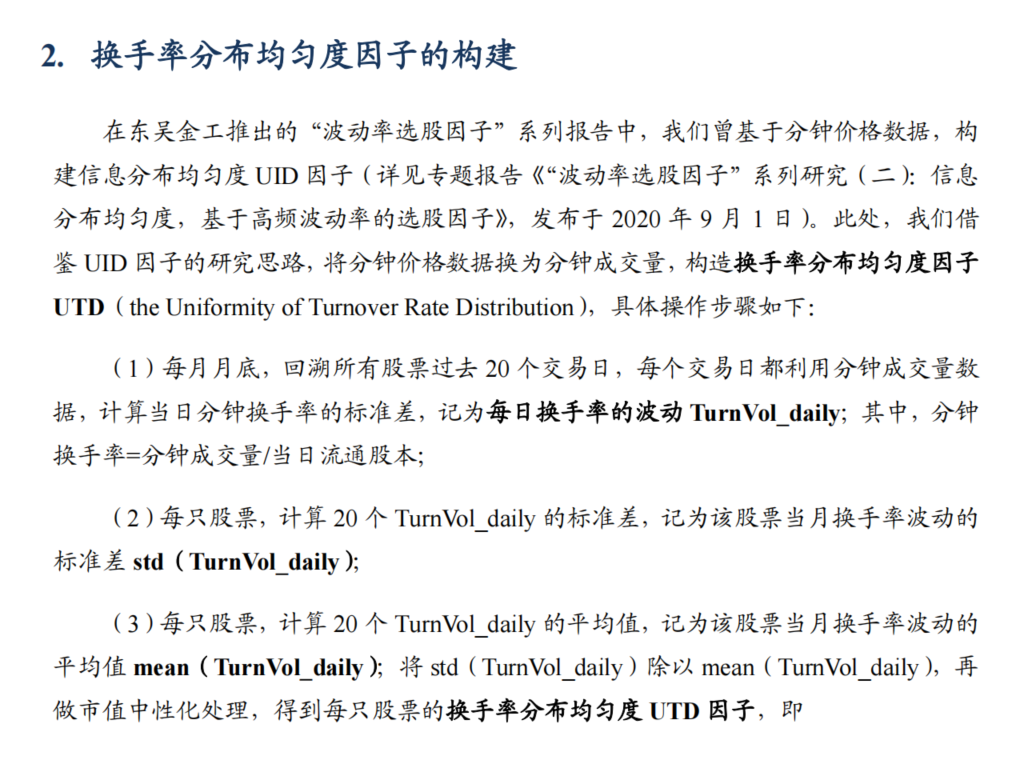 2. 换手率分布均匀度因子的构建
在东吴金工推出的“波动率选股因子”系列报告中，我们曾基于分钟价格数据，构
建信息分布均匀度 UID 因子（详见专题报告《“波动率选股因子”系列研究（二）：信息
分布均匀度，基于高频波动率的选股因子》，发布于 2020 年 9 月 1 日）。此处，我们借
鉴 UID 因子的研究思路，将分钟价格数据换为分钟成交量，构造换手率分布均匀度因子
UTD（the Uniformity of Turnover Rate Distribution），具体操作步骤如下：
（1）每月月底，回溯所有股票过去 20 个交易日，每个交易日都利用分钟成交量数
据，计算当日分钟换手率的标准差，记为每日换手率的波动 TurnVol_daily；其中，分钟
换手率=分钟成交量/当日流通股本；
（2）每只股票，计算 20 个 TurnVol_daily 的标准差，记为该股票当月换手率波动的
标准差 std（TurnVol_daily）；
（3）每只股票，计算 20 个 TurnVol_daily 的平均值，记为该股票当月换手率波动的
平均值 mean（TurnVol_daily）；将 std（TurnVol_daily）除以 mean（TurnVol_daily），再
做市值中性化处理，得到每只股票的换手率分布均匀度 UTD 因子，即